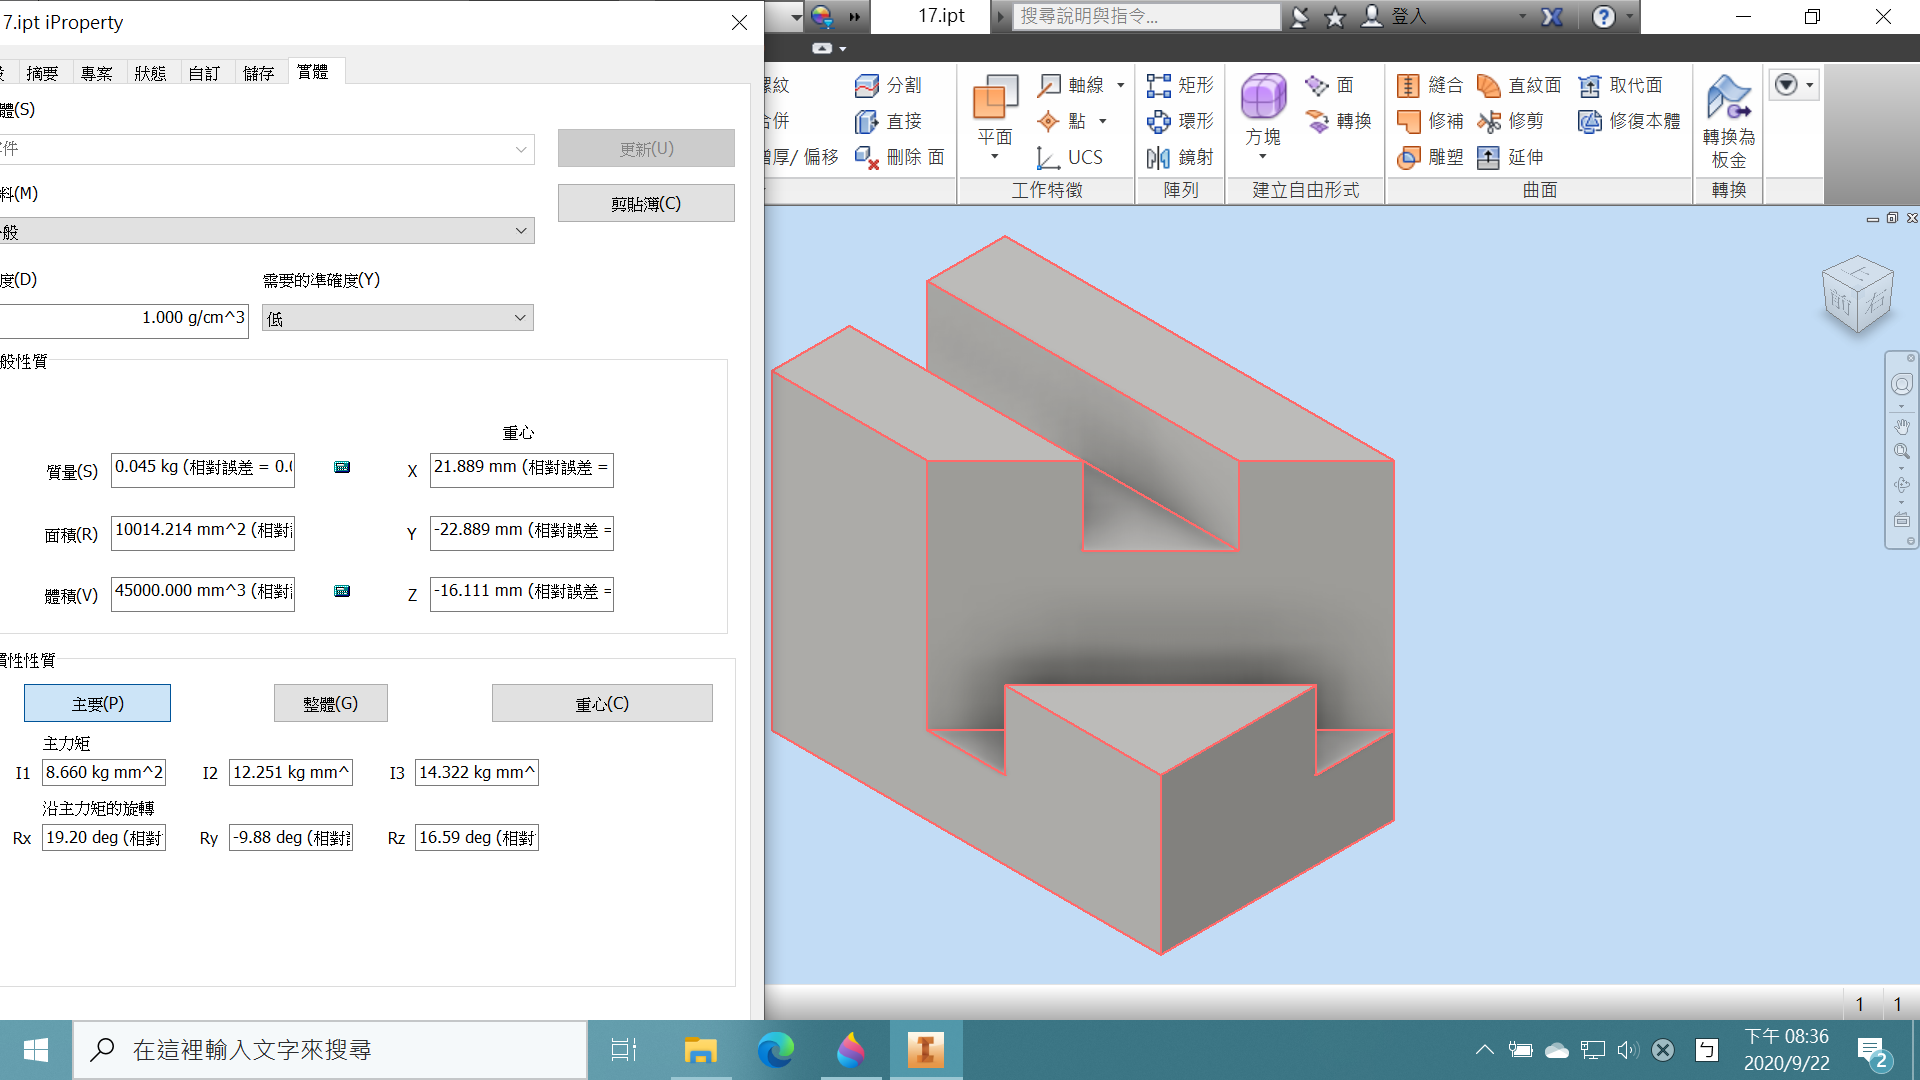 7.ipt iProperty
17.ipt
搜尋說明與指令...
登入
摘要 專案 狀態 自訂 儲存 實體
體(S)
更新(U)
料(M)
剪貼簿(C)
般
度(D)
需要的準確度(Y)
1.000 g/cm^3
低
般性質
重心
質量(S) 0.045 kg (相對誤差 = 0.0
X 21.889 mm (相對誤差 =
面積(R) 10014.214 mm^2 (相對
Y -22.889 mm (相對誤差 =
體積(V) 45000.000 mm^3 (相對
Z -16.111 mm (相對誤差 =
慣性性質
主要(P) 整體(G) 重心(C)
主力矩
I1 8.660 kg mm^2 I2 12.251 kg mm^ I3 14.322 kg mm^
沿主力矩的旋轉
Rx 19.20 deg (相對 Ry -9.88 deg (相對 Rz 16.59 deg (相對
螺紋 分割
合併 直接
增厚/ 偏移 刪除 面
平面
軸線
點
UCS
工作特徵
矩形
環形
鏡射
陣列
方塊
面
轉換
建立自由形式
縫合 直紋面 取代面
修補 修剪 修復本體
雕塑 延伸
曲面
轉換為
板金
轉換
上
前
右
1 1
在這裡輸入文字來搜尋
ㄅ
下午 08:36
2020/9/22
2